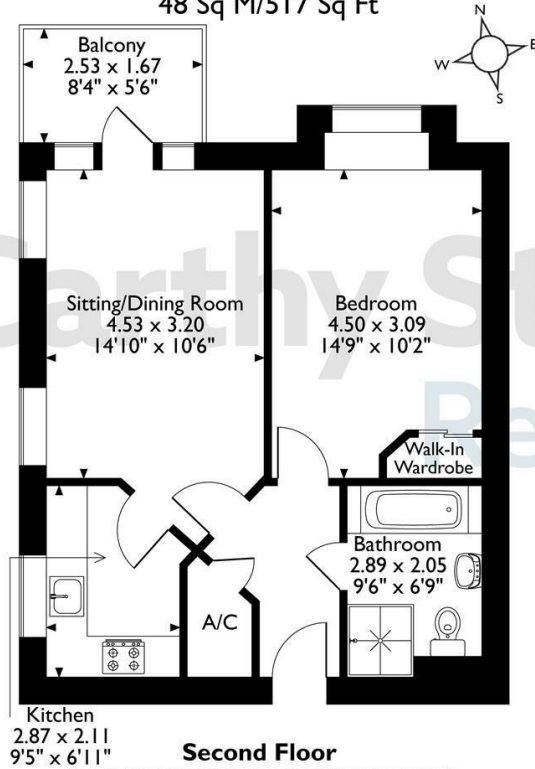 48 Sq M/517 Sq Ft
N
E
W
S
Balcony
2.53 x 1.67
8'4" x 5'6"
Carthy St
Re
Sitting/Dining Room
4.53 x 3.20
14'10" x 10'6"
Bedroom
4.50 x 3.09
14'9" x 10'2"
Walk-In
Wardrobe
Bathroom
2.89 x 2.05
9'6" x 6'9"
A/C
Kitchen
2.87 x 2.11
9'5" x 6'11"
Second Floor